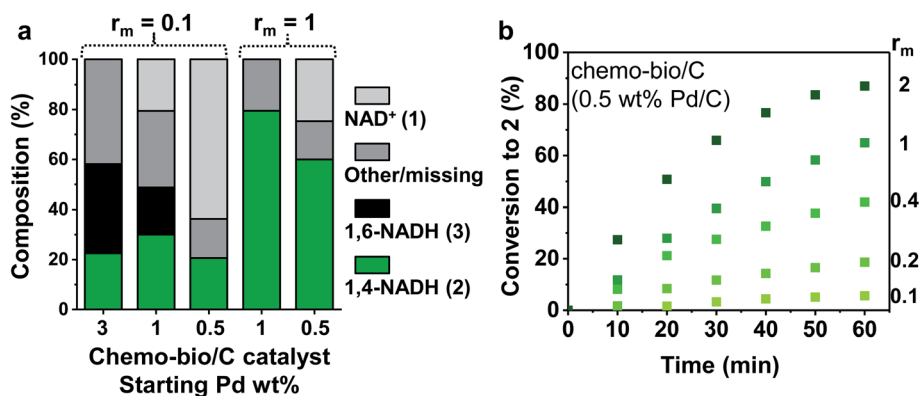 a
r_m = 0.1
r_m = 1
Composition (%)
100
80
60
40
20
0
3
1
0.5
1
0.5
Chemo-bio/C catalyst
Starting Pd wt%
NAD⁺ (1)
Other/missing
1,6-NADH (3)
1,4-NADH (2)
b
Conversion to 2 (%)
100
80
60
40
20
0
chemo-bio/C
(0.5 wt% Pd/C)
r_m
2
1
0.4
0.2
0.1
0
10
20
30
40
50
60
Time (min)